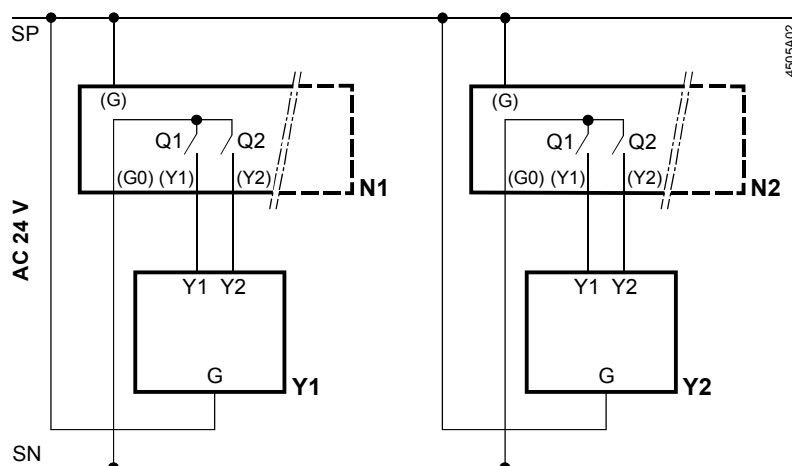 SP
4505A02
(G)
(G)
Q1
Q2
Q1
Q2
(G0) (Y1)
(Y2)
N1
(G0) (Y1)
(Y2)
N2
AC 24 V
Y1 Y2
Y1 Y2
G
Y1
G
Y2
SN